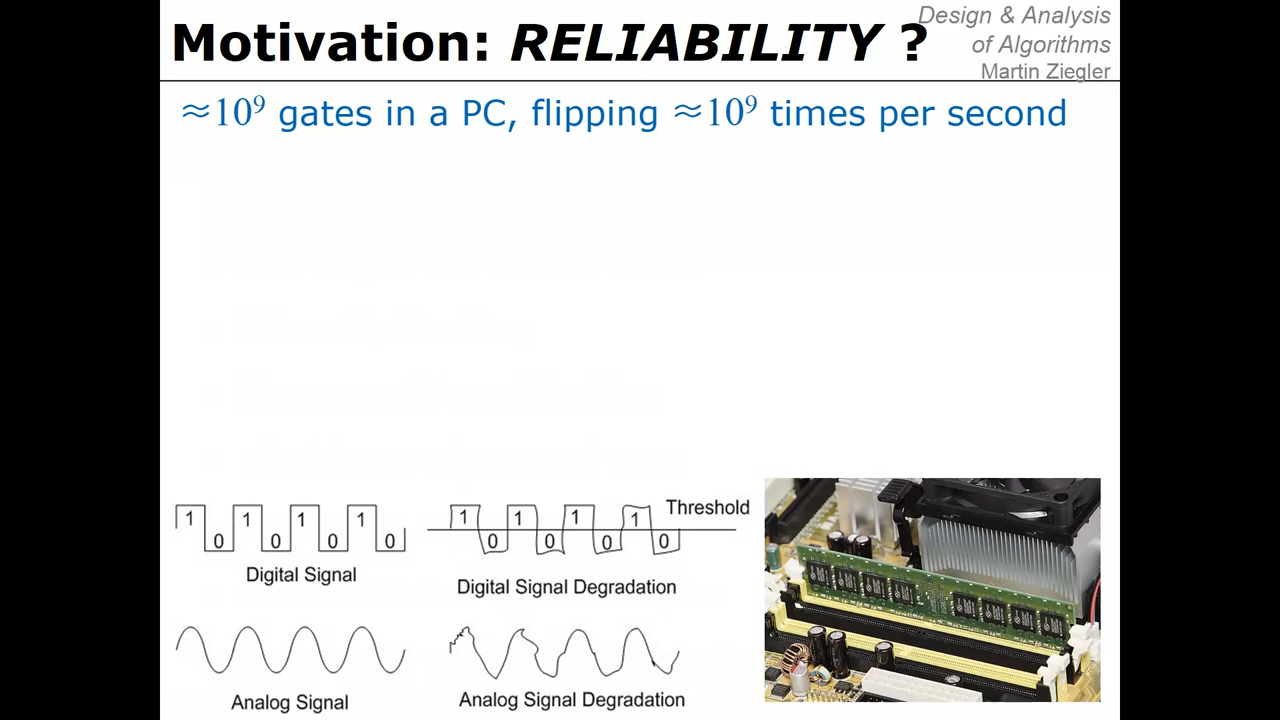 Motivation: RELIABILITY ?
Design & Analysis
of Algorithms
Martin Ziegler
≈10⁹ gates in a PC, flipping ≈10⁹ times per second
1 0 1 0 1 0 1 0
Digital Signal
1 0 1 0 1 0 1 0
Threshold
Digital Signal Degradation
Analog Signal
Analog Signal Degradation